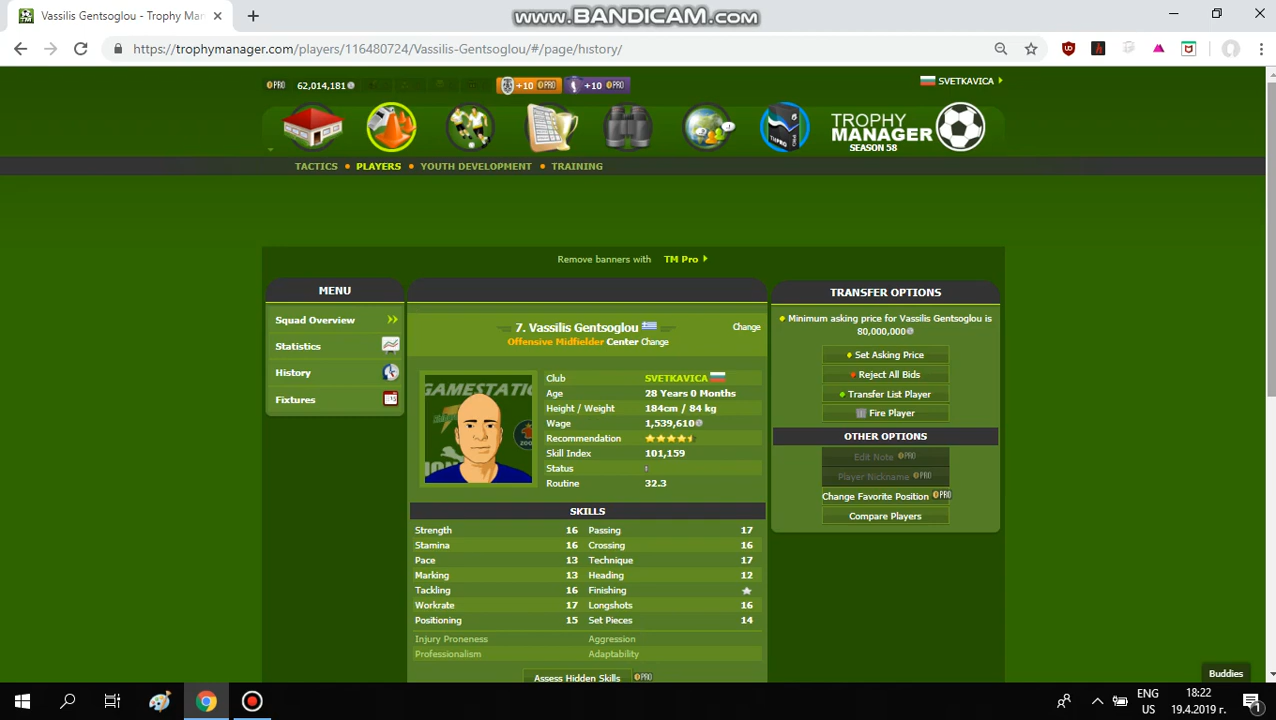 Vassilis Gentsoglou - Trophy Mar
www.BANDICAM.com
https://trophymanager.com/players/116480724/Vassilis-Gentsoglou/#/page/history/
PRO 62,014,181 +10 PRO +10 PRO
SVETKAVICA
TROPHY
MANAGER
SEASON 58
TACTICS • PLAYERS • YOUTH DEVELOPMENT • TRAINING
Remove banners with TM Pro
MENU
Squad Overview
Statistics
History
Fixtures
7. Vassilis Gentsoglou
Change
Offensive Midfielder Center Change
GAMESTATIO
Club SVETKAVICA
Age 28 Years 0 Months
Height / Weight 184cm / 84 kg
Wage 1,539,610
Recommendation
Skill Index 101,159
Status
Routine 32.3
SKILLS
Strength 16 Passing 17
Stamina 16 Crossing 16
Pace 13 Technique 17
Marking 13 Heading 12
Tackling 16 Finishing
Workrate 17 Longshots 16
Positioning 15 Set Pieces 14
Injury Proneness Aggression
Professionalism Adaptability
Assess Hidden Skills PRO
TRANSFER OPTIONS
Minimum asking price for Vassilis Gentsoglou is
80,000,000
Set Asking Price
Reject All Bids
Transfer List Player
Fire Player
OTHER OPTIONS
Edit Note PRO
Player Nickname PRO
Change Favorite Position PRO
Compare Players
Buddies
ENG
US
18:22
19.4.2019 г.
1